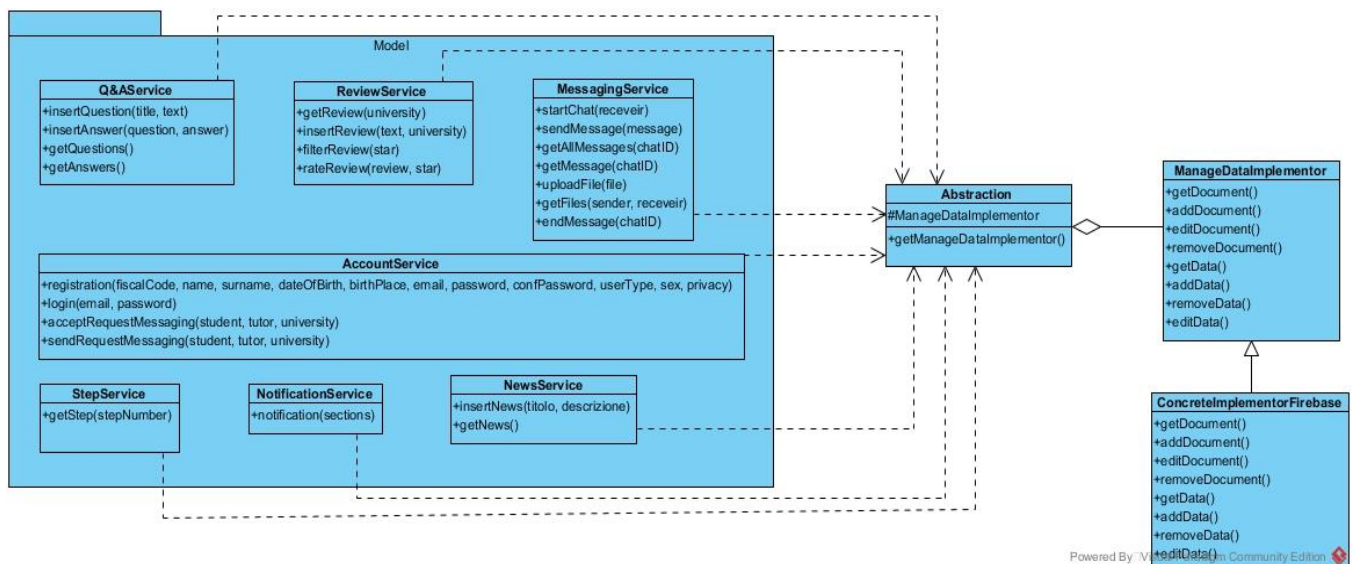 Model
Q&AService
+insertQuestion(title, text)
+insertAnswer(question, answer)
+getQuestions()
+getAnswers()
ReviewService
+getReview(university)
+insertReview(text, university)
+filterReview(star)
+rateReview(review, star)
MessagingService
+startChat(receveir)
+sendMessage(message)
+getAllMessages(chatID)
+getMessage(chatID)
+uploadFile(file)
+getFiles(sender, receveir)
+endMessage(chatID)
AccountService
+registration(fiscalCode, name, surname, dateOfBirth, birthPlace, email, password, confPassword, userType, sex, privacy)
+login(email, password)
+acceptRequestMessaging(student, tutor, university)
+sendRequestMessaging(student, tutor, university)
StepService
+getStep(stepNumber)
NotificationService
+notification(sections)
NewsService
+insertNews(titolo, descrizione)
+getNews()
Abstraction
#ManageDataImplementor
+getManageDataImplementor()
ManageDataImplementor
+getDocument()
+addDocument()
+editDocument()
+removeDocument()
+getData()
+addData()
+removeData()
+editData()
ConcreteImplementorFirebase
+getDocument()
+addDocument()
+editDocument()
+removeDocument()
+getData()
+addData()
+removeData()
+editData()
Powered By Visual Paradigm Community Edition